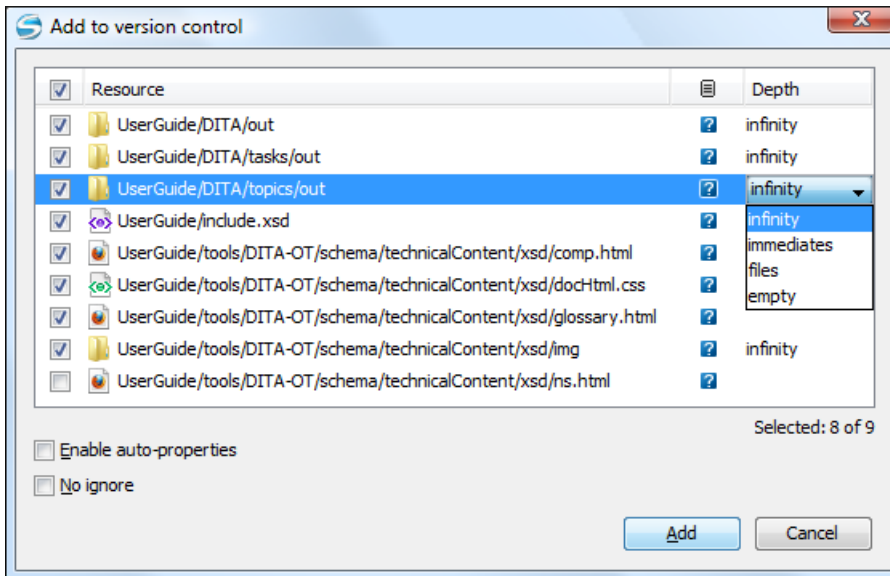 Add to version control
Resource Depth
UserGuide/DITA/out ? infinity
UserGuide/DITA/tasks/out ? infinity
UserGuide/DITA/topics/out ? infinity
infinity
immediates
files
empty
UserGuide/include.xsd ?
UserGuide/tools/DITA-OT/schema/technicalContent/xsd/comp.html ?
UserGuide/tools/DITA-OT/schema/technicalContent/xsd/docHtml.css ?
UserGuide/tools/DITA-OT/schema/technicalContent/xsd/glossary.html ?
UserGuide/tools/DITA-OT/schema/technicalContent/xsd/img ? infinity
UserGuide/tools/DITA-OT/schema/technicalContent/xsd/ns.html ?
Selected: 8 of 9
Enable auto-properties
No ignore
Add Cancel